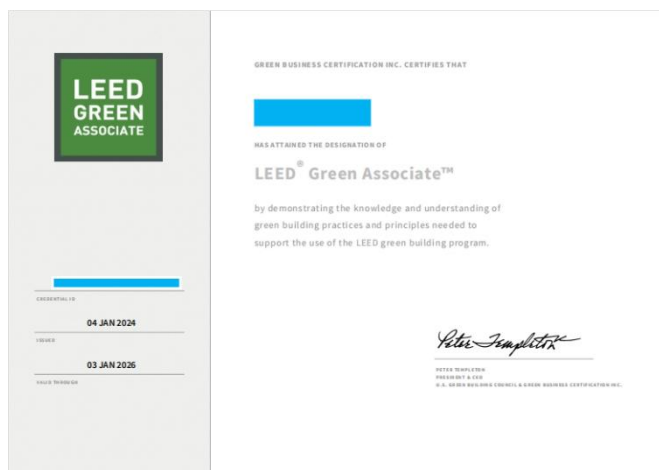 LEED
GREEN
ASSOCIATE
CREDENTIAL ID
04 JAN 2024
ISSUED
03 JAN 2026
VALID THROUGH
GREEN BUSINESS CERTIFICATION INC. CERTIFIES THAT
HAS ATTAINED THE DESIGNATION OF
LEED® Green Associate™
by demonstrating the knowledge and understanding of
green building practices and principles needed to
support the use of the LEED green building program.
Peter Templeton
PETER TEMPLETON
PRESIDENT & CEO
U.S. GREEN BUILDING COUNCIL & GREEN BUSINESS CERTIFICATION INC.